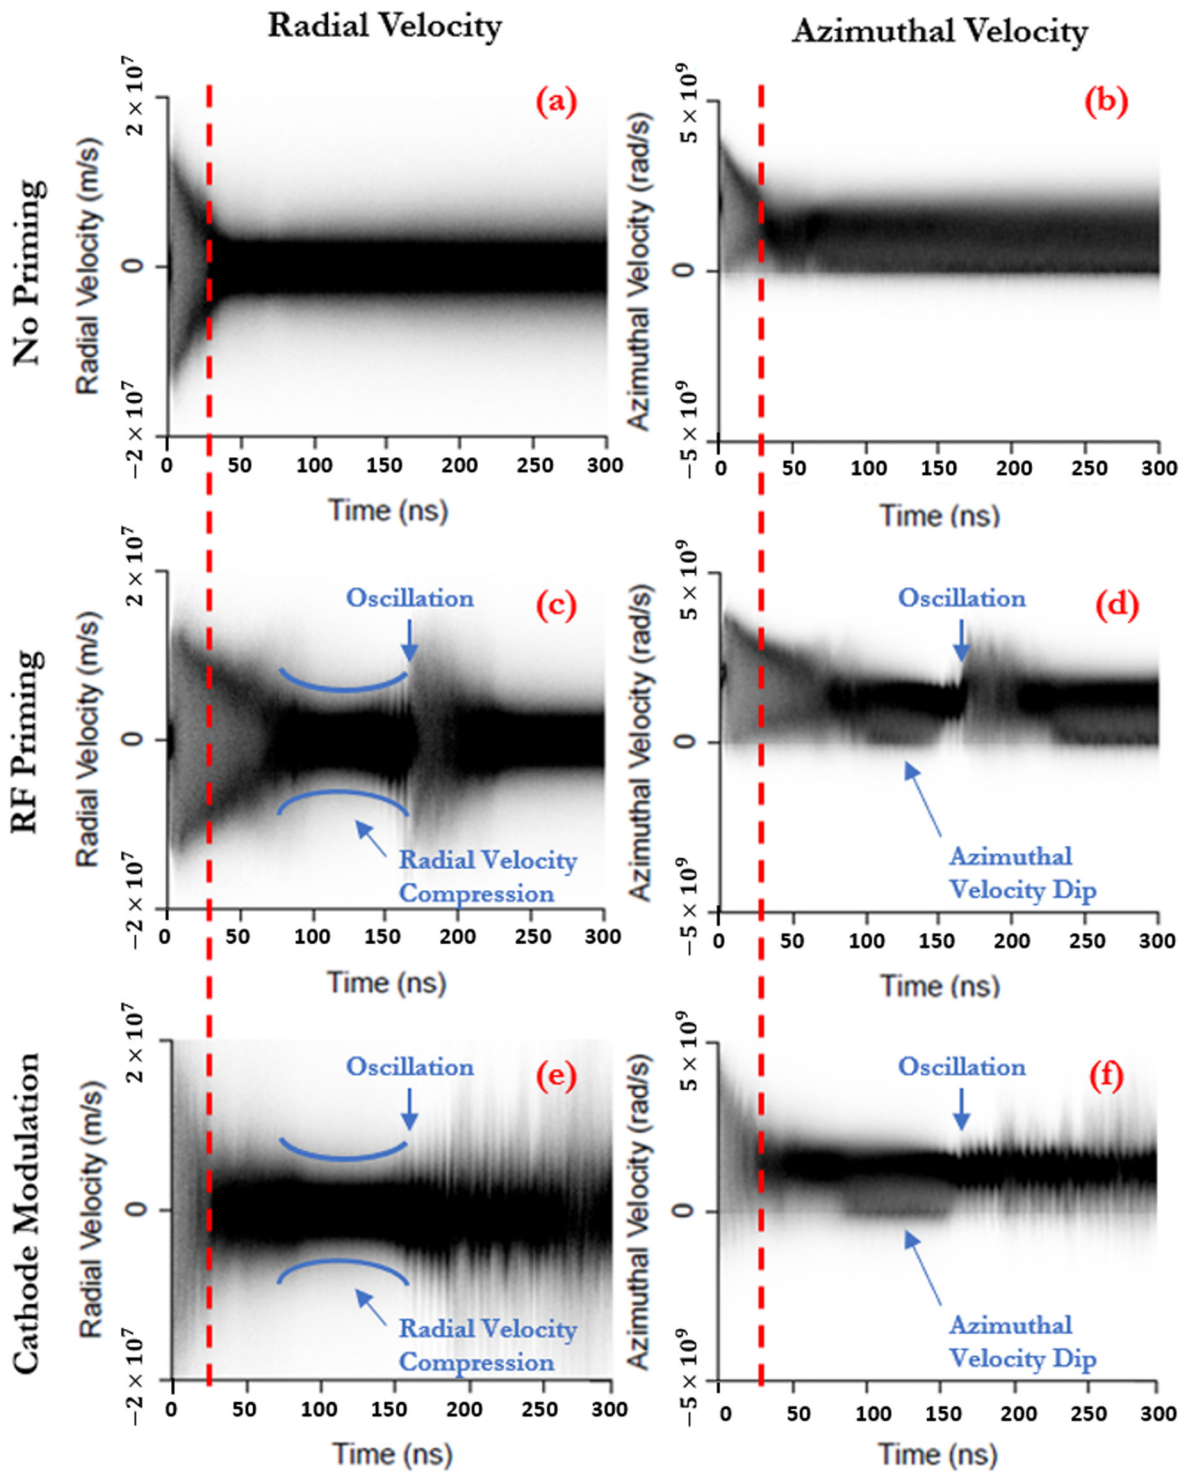 Radial Velocity
Azimuthal Velocity
No Priming
Radial Velocity (m/s)
2 × 10⁷
0
−2 × 10⁷
(a)
0 50 100 150 200 250 300
Time (ns)
Azimuthal Velocity (rad/s)
5 × 10⁹
0
−5 × 10⁹
(b)
0 50 100 150 200 250 300
Time (ns)
RF Priming
Radial Velocity (m/s)
2 × 10⁷
0
−2 × 10⁷
Oscillation
(c)
Radial Velocity
Compression
0 50 100 150 200 250 300
Time (ns)
Azimuthal Velocity (rad/s)
5 × 10⁹
0
−5 × 10⁹
Oscillation
(d)
Azimuthal
Velocity Dip
0 50 100 150 200 250 300
Time (ns)
Cathode Modulation
Radial Velocity (m/s)
2 × 10⁷
0
−2 × 10⁷
Oscillation
(e)
Radial Velocity
Compression
0 50 100 150 200 250 300
Time (ns)
Azimuthal Velocity (rad/s)
5 × 10⁹
0
−5 × 10⁹
Oscillation
(f)
Azimuthal
Velocity Dip
0 50 100 150 200 250 300
Time (ns)